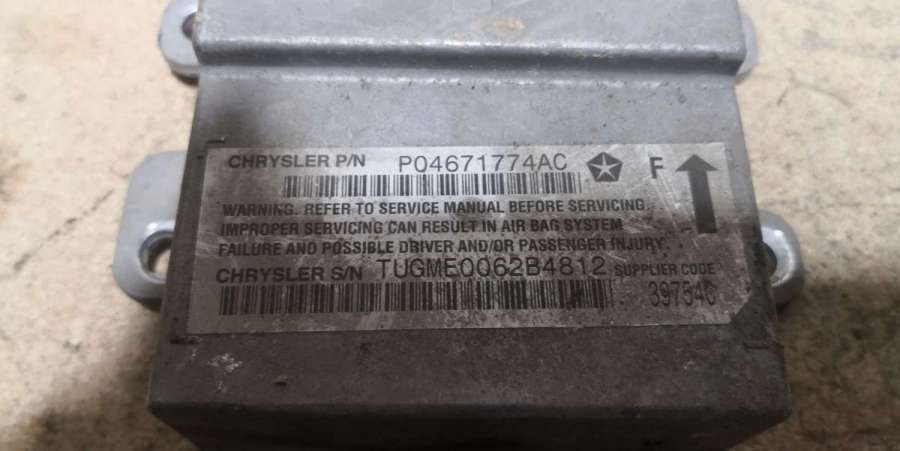 CHRYSLER P/N P04671774AC F
WARNING. REFER TO SERVICE MANUAL BEFORE SERVICING.
IMPROPER SERVICING CAN RESULT IN AIR BAG SYSTEM
FAILURE AND POSSIBLE DRIVER AND/OR PASSENGER INJURY.
CHRYSLER S/N TUGME0062B4812 SUPPLIER CODE
39754C